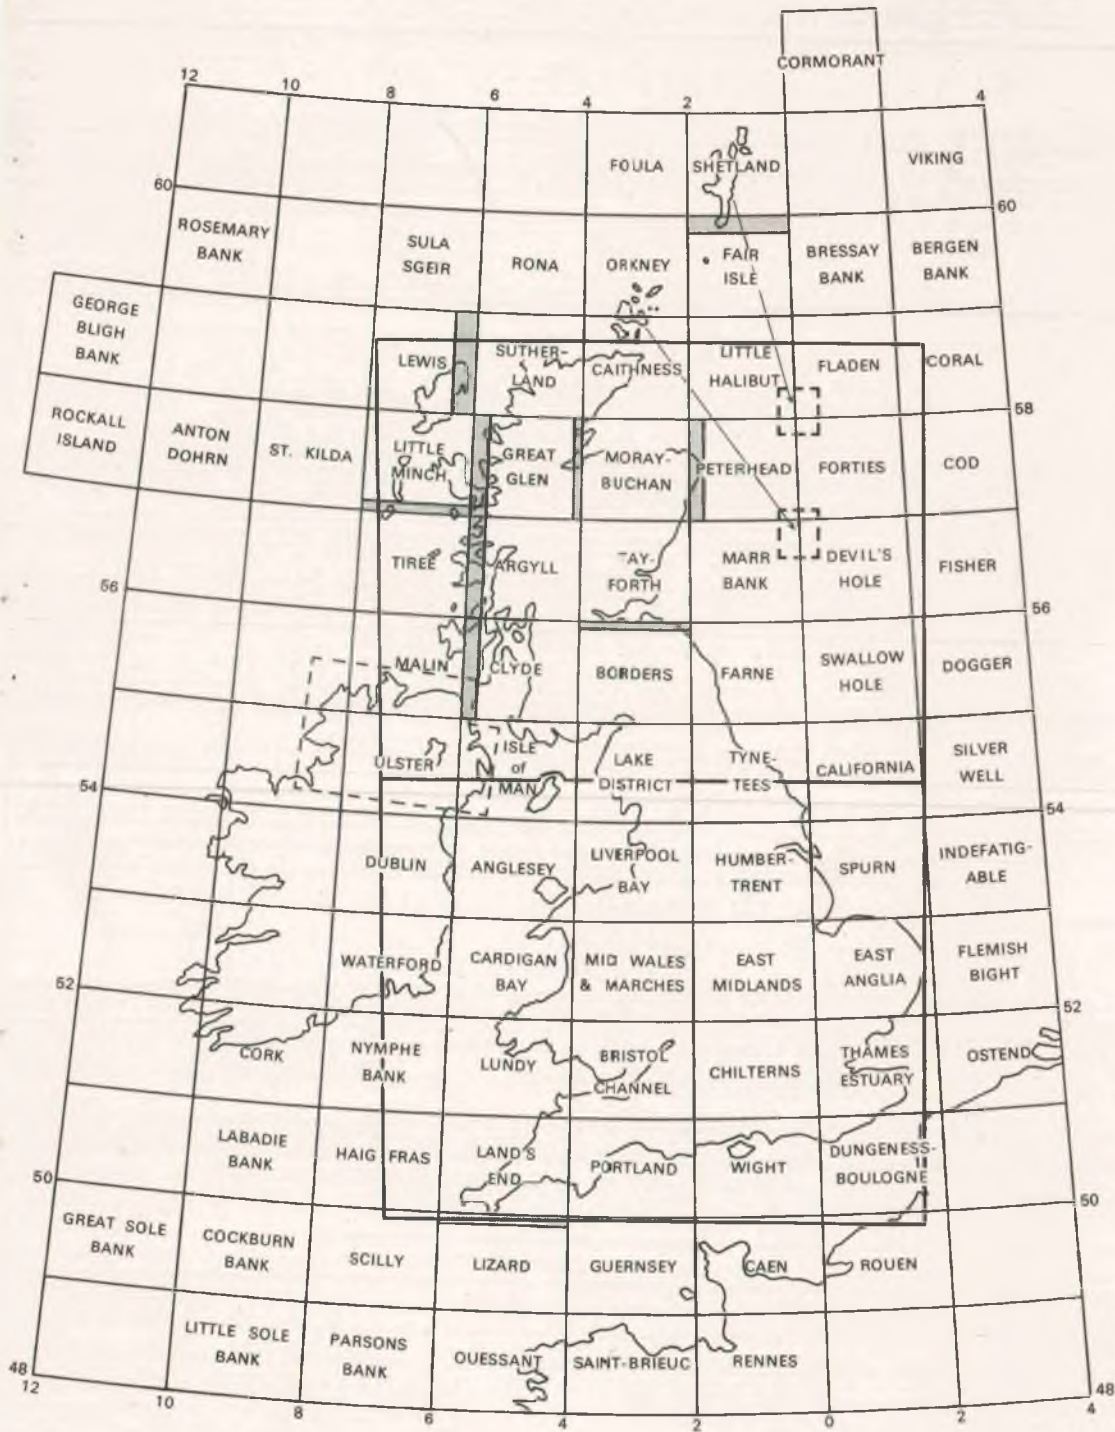 CORMORANT
12
10
8
6
4
2
4
FOULA
SHETLAND
VIKING
60
60
ROSEMARY
BANK
SULA
SGEIR
RONA
ORKNEY
FAIR
ISLE
BRESSAY
BANK
BERGEN
BANK
GEORGE
BLIGH
BANK
LEWIS
SUTHER-
LAND
CAITHNESS
LITTLE
HALIBUT
FLADEN
CORAL
58
ROCKALL
ISLAND
ANTON
DOHRN
ST. KILDA
LITTLE
MINCH
GREAT
GLEN
MORAY-
BUCHAN
PETERHEAD
FORTIES
COD
TIREE
ARGYLL
TAY-
FORTH
MARR
BANK
DEVIL'S
HOLE
FISHER
56
56
MALIN
CLYDE
BORDERS
FARNE
SWALLOW
HOLE
DOGGER
ULSTER
ISLE
of
MAN
LAKE
DISTRICT
TYNE-
TEES
CALIFORNIA
SILVER
WELL
54
54
DUBLIN
ANGLESEY
LIVERPOOL
BAY
HUMBER-
TRENT
SPURN
INDEFATIG-
ABLE
WATERFORD
CARDIGAN
BAY
MID WALES
& MARCHES
EAST
MIDLANDS
EAST
ANGLIA
FLEMISH
BIGHT
52
52
CORK
NYMPHE
BANK
LUNDY
BRISTOL
CHANNEL
CHILTERNS
THAMES
ESTUARY
OSTEND
LABADIE
BANK
HAIG FRAS
LAND'S
END
PORTLAND
WIGHT
DUNGENESS-
BOULOGNE
50
50
GREAT SOLE
BANK
COCKBURN
BANK
SCILLY
LIZARD
GUERNSEY
CAEN
ROUEN
LITTLE SOLE
BANK
PARSONS
BANK
OUESSANT
SAINT-BRIEUC
RENNES
48
48
12
10
8
6
4
2
0
2
4